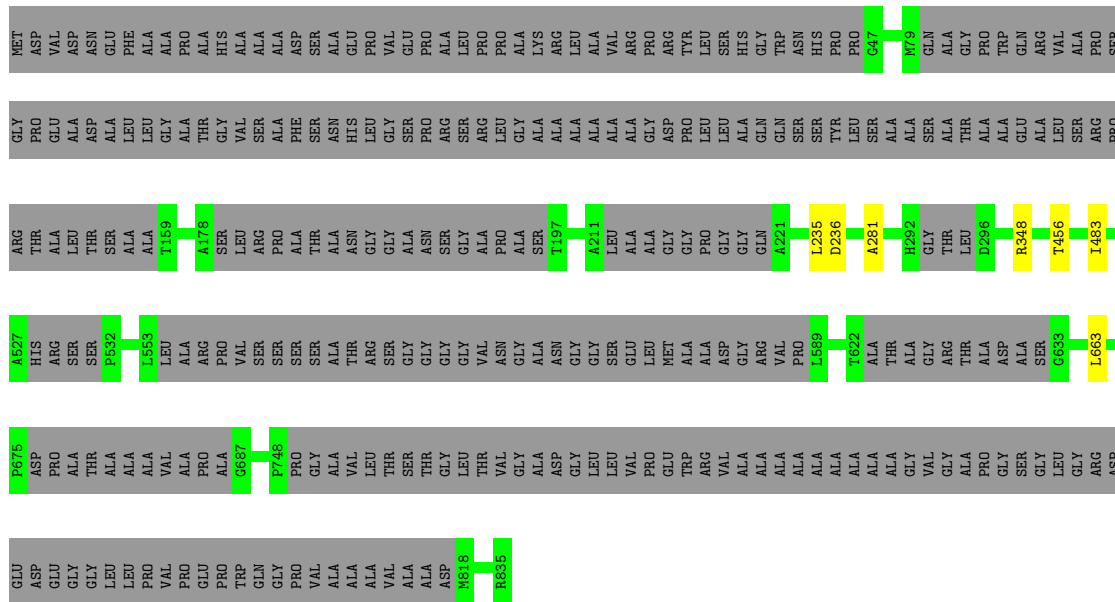 MET ASP VAL ASP ASN GLU PHE ALA ALA PRO ALA HIS ALA ALA ALA ASP SER ALA GLU PRO VAL GLU PRO ALA LEU PRO PRO ALA LYS ARG LEU ALA VAL ARG PRO ARG TYR LEU SER HIS GLY TRP ASN HIS PRO PRO G47 M79 GLN ALA GLY PRO TRP GLN ARG VAL ALA PRO SER
GLY PRO GLU ALA ASP ALA LEU LEU GLY ALA THR GLY VAL SER ALA PHE SER ASN HIS LEU GLY SER PRO ARG SER ARG LEU GLY ALA ALA ALA ALA ALA ALA GLY ASP PRO LEU LEU ALA GLN GLN SER SER TYR LEU SER ALA ALA SER ALA THR ALA ALA GLU ALA LEU SER ARG PRO
ARG THR ALA LEU THR SER ALA ALA T159 A178 SER LEU ARG PRO ALA THR ALA ASN GLY GLY ALA ASN SER GLY ALA PRO ALA SER T197 A211 LEU ALA ALA GLY GLY PRO GLY GLY GLN A221 L235 D236 A281 H292 GLY THR LEU D296 R348 T456 I483
A527 HIS ARG SER SER P532 L553 LEU ALA ARG PRO VAL SER SER SER SER ALA THR ARG SER GLY GLY GLY GLY VAL ASN GLY ALA ASN GLY GLY SER GLU LEU MET ALA ALA ASP GLY ARG VAL PRO L589 T622 ALA THR ALA GLY ARG THR ALA ASP ALA SER G633 L663
P675 ASP PRO ALA THR ALA ALA ALA VAL ALA PRO ALA G687 P748 PRO GLY ALA VAL LEU THR SER THR GLY LEU THR VAL GLY ALA ASP GLY LEU LEU VAL PRO GLU TRP ARG VAL ALA ALA ALA ALA ALA ALA ALA ALA ALA GLY VAL GLY ALA PRO GLY SER GLY LEU GLY ARG ASP
GLU ASP GLU GLY GLY LEU LEU PRO VAL PRO GLU PRO TRP GLN GLY PRO VAL ALA ALA ALA VAL ALA ALA ASP M818 R835